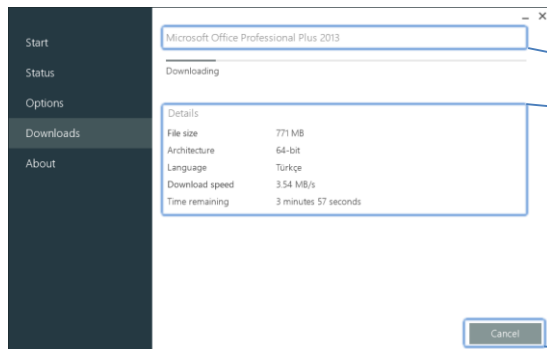 Start
Status
Options
Downloads
About
Microsoft Office Professional Plus 2013
Downloading
Details
File size 771 MB
Architecture 64-bit
Language Türkçe
Download speed 3.54 MB/s
Time remaining 3 minutes 57 seconds
Cancel